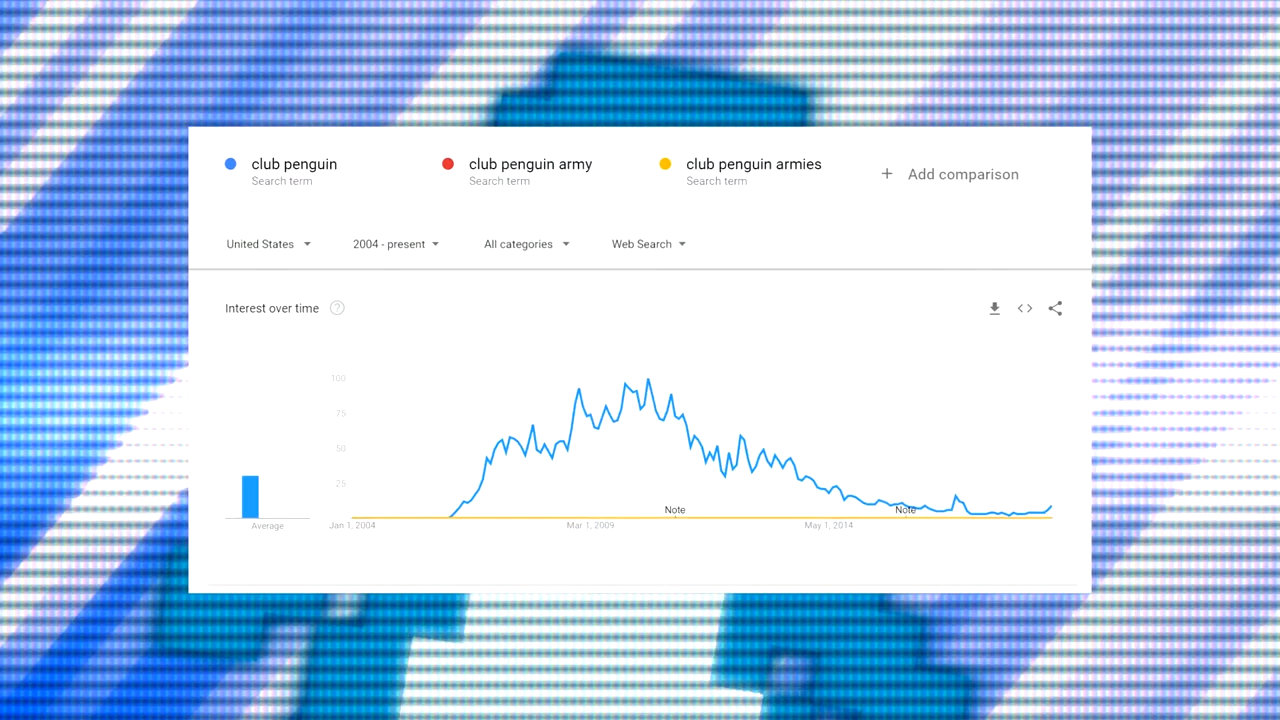 club penguin
Search term
club penguin army
Search term
club penguin armies
Search term
+ Add comparison
United States
2004 - present
All categories
Web Search
Interest over time
?
100
75
50
25
Note
Note
Average
Jan 1, 2004
Mar 1, 2009
May 1, 2014